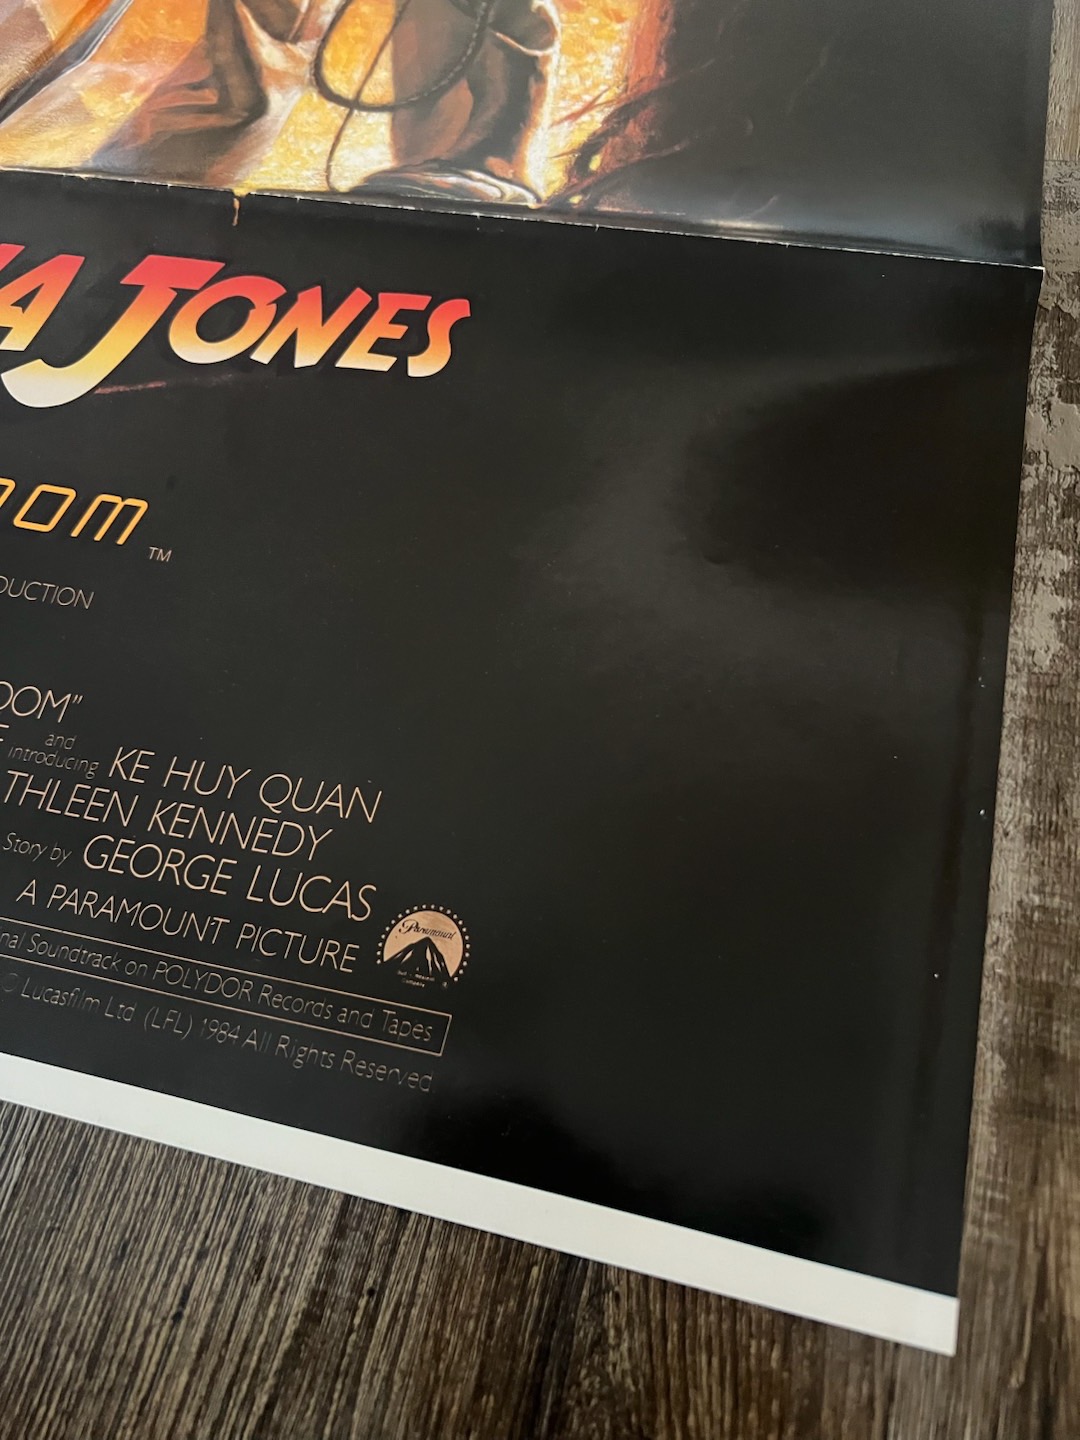 A JONES
OOM
TM
DUCTION
OOM"
and
introducing KE HUY QUAN
THLEEN KENNEDY
Story by GEORGE LUCAS
A PARAMOUNT PICTURE
Paramount
nal Soundtrack on POLYDOR Records and Tapes
© Lucasfilm Ltd (LFL) 1984 All Rights Reserved